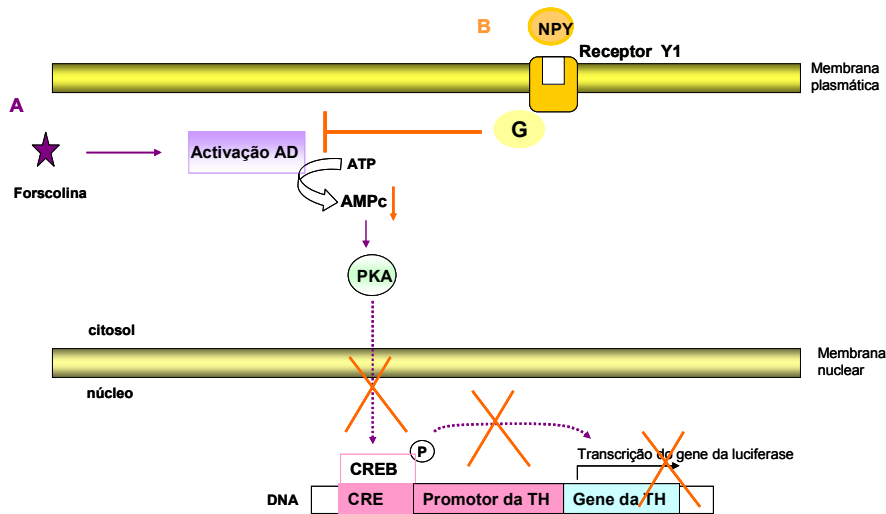 B
NPY
Receptor Y1
Membrana
plasmática
A
G
Activação AD
ATP
Forscolina
AMPc
PKA
citosol
Membrana
nuclear
núcleo
P
Transcrição do gene da luciferase
CREB
DNA
CRE
Promotor da TH
Gene da TH